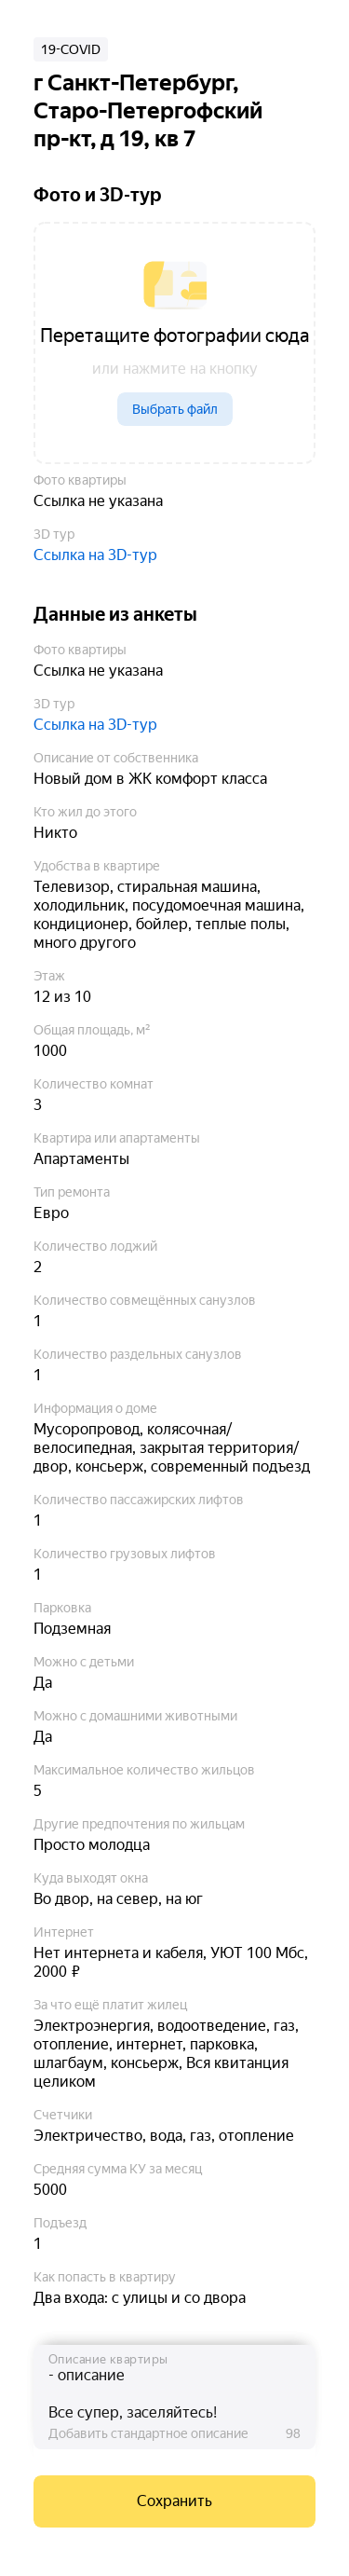 19-COVID
г Санкт-Петербург,
Старо-Петергофский
пр-кт, д 19, кв 7
Фото и 3D-тур
Перетащите фотографии сюда
или нажмите на кнопку
Выбрать файл
Фото квартиры
Ссылка не указана
3D тур
Ссылка на 3D-тур
Данные из анкеты
Фото квартиры
Ссылка не указана
3D тур
Ссылка на 3D-тур
Описание от собственника
Новый дом в ЖК комфорт класса
Кто жил до этого
Никто
Удобства в квартире
Телевизор, стиральная машина,
холодильник, посудомоечная машина,
кондиционер, бойлер, теплые полы,
много другого
Этаж
12 из 10
Общая площадь, м²
1000
Количество комнат
3
Квартира или апартаменты
Апартаменты
Тип ремонта
Евро
Количество лоджий
2
Количество совмещённых санузлов
1
Количество раздельных санузлов
1
Информация о доме
Мусоропровод, колясочная/
велосипедная, закрытая территория/
двор, консьерж, современный подъезд
Количество пассажирских лифтов
1
Количество грузовых лифтов
1
Парковка
Подземная
Можно с детьми
Да
Можно с домашними животными
Да
Максимальное количество жильцов
5
Другие предпочтения по жильцам
Просто молодца
Куда выходят окна
Во двор, на север, на юг
Интернет
Нет интернета и кабеля, УЮТ 100 Мбс,
2000 ₽
За что ещё платит жилец
Электроэнергия, водоотведение, газ,
отопление, интернет, парковка,
шлагбаум, консьерж, Вся квитанция
целиком
Счетчики
Электричество, вода, газ, отопление
Средняя сумма КУ за месяц
5000
Подъезд
1
Как попасть в квартиру
Два входа: с улицы и со двора
Описание квартиры
- описание
Все супер, заселяйтесь!
Добавить стандартное описание 98
Сохранить